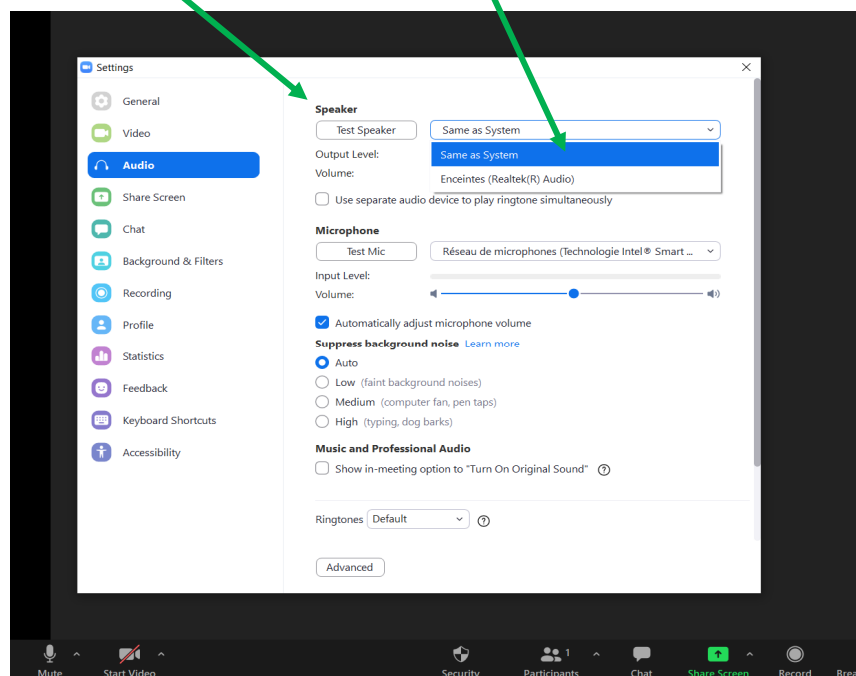 Settings
General
Video
Audio
Share Screen
Chat
Background & Filters
Recording
Profile
Statistics
Feedback
Keyboard Shortcuts
Accessibility
Speaker
Test Speaker Same as System
Output Level: Same as System
Volume: Enceintes (Realtek(R) Audio)
Use separate audio device to play ringtone simultaneously
Microphone
Test Mic Réseau de microphones (Technologie Intel® Smart ...
Input Level:
Volume:
Automatically adjust microphone volume
Suppress background noise Learn more
Auto
Low (faint background noises)
Medium (computer fan, pen taps)
High (typing, dog barks)
Music and Professional Audio
Show in-meeting option to "Turn On Original Sound" ?
Ringtones Default ?
Advanced
1
Mute Start Video Security Participants Chat Share Screen Record Brea